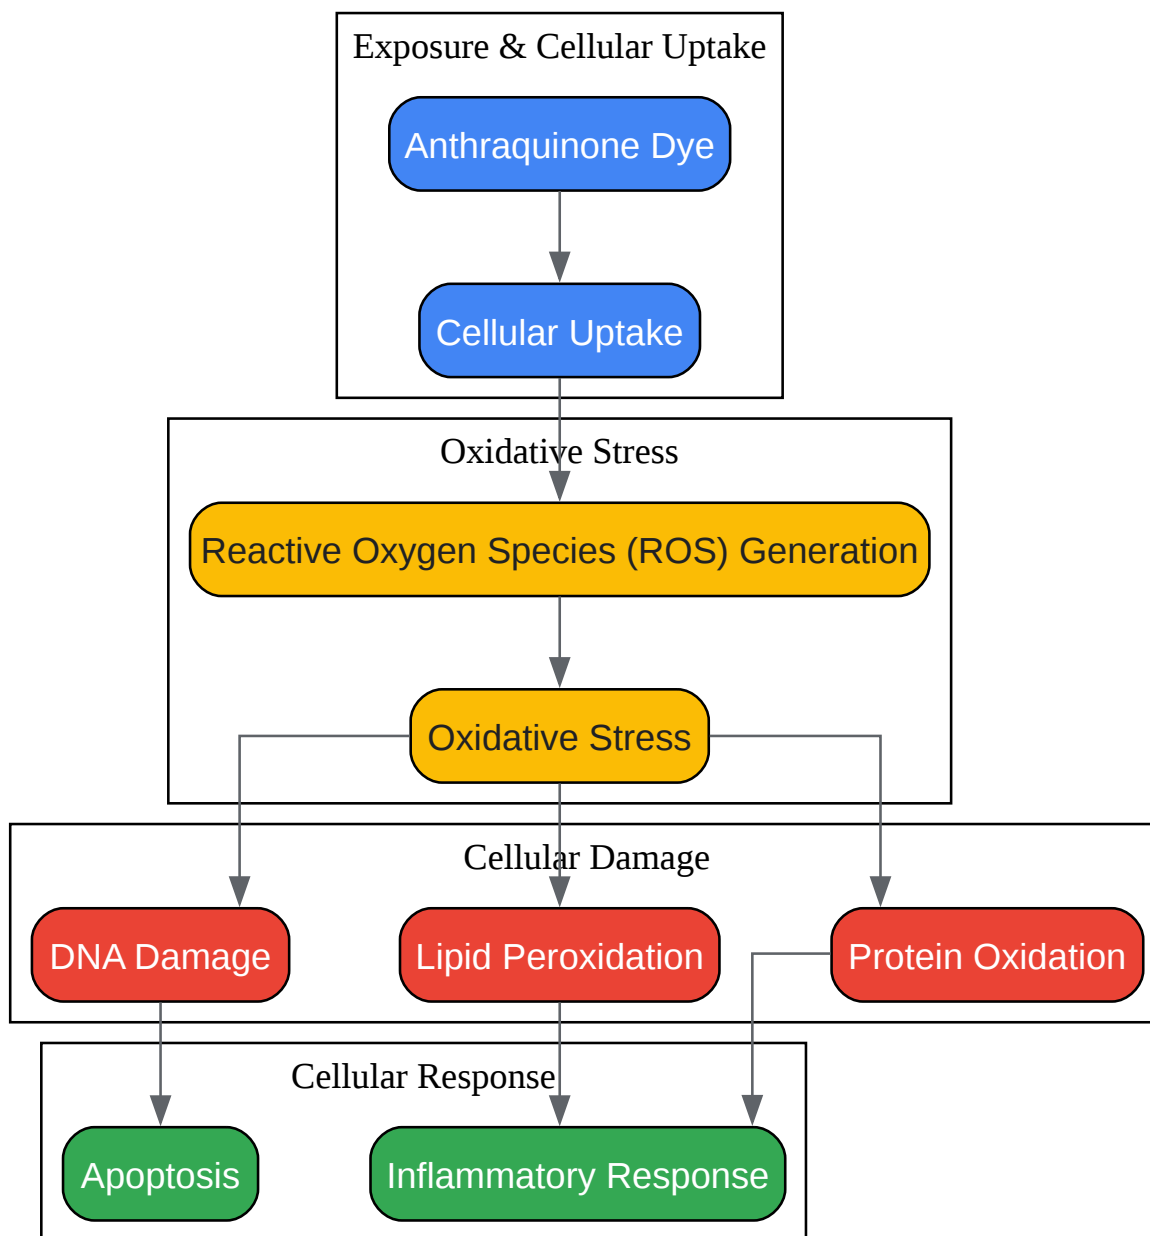 Exposure & Cellular Uptake
Anthraquinone Dye
Cellular Uptake
Oxidative Stress
Reactive Oxygen Species (ROS) Generation
Oxidative Stress
Cellular Damage
DNA Damage
Lipid Peroxidation
Protein Oxidation
Cellular Response
Apoptosis
Inflammatory Response